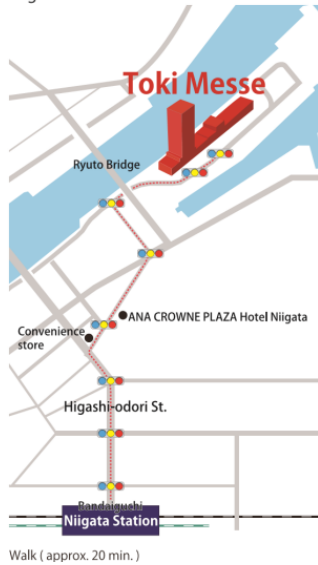 Toki Messe
Ryuto Bridge
ANA CROWNE PLAZA Hotel Niigata
Convenience
store
Higashi-odori St.
Bandaiguchi
Niigata Station
Walk ( approx. 20 min. )